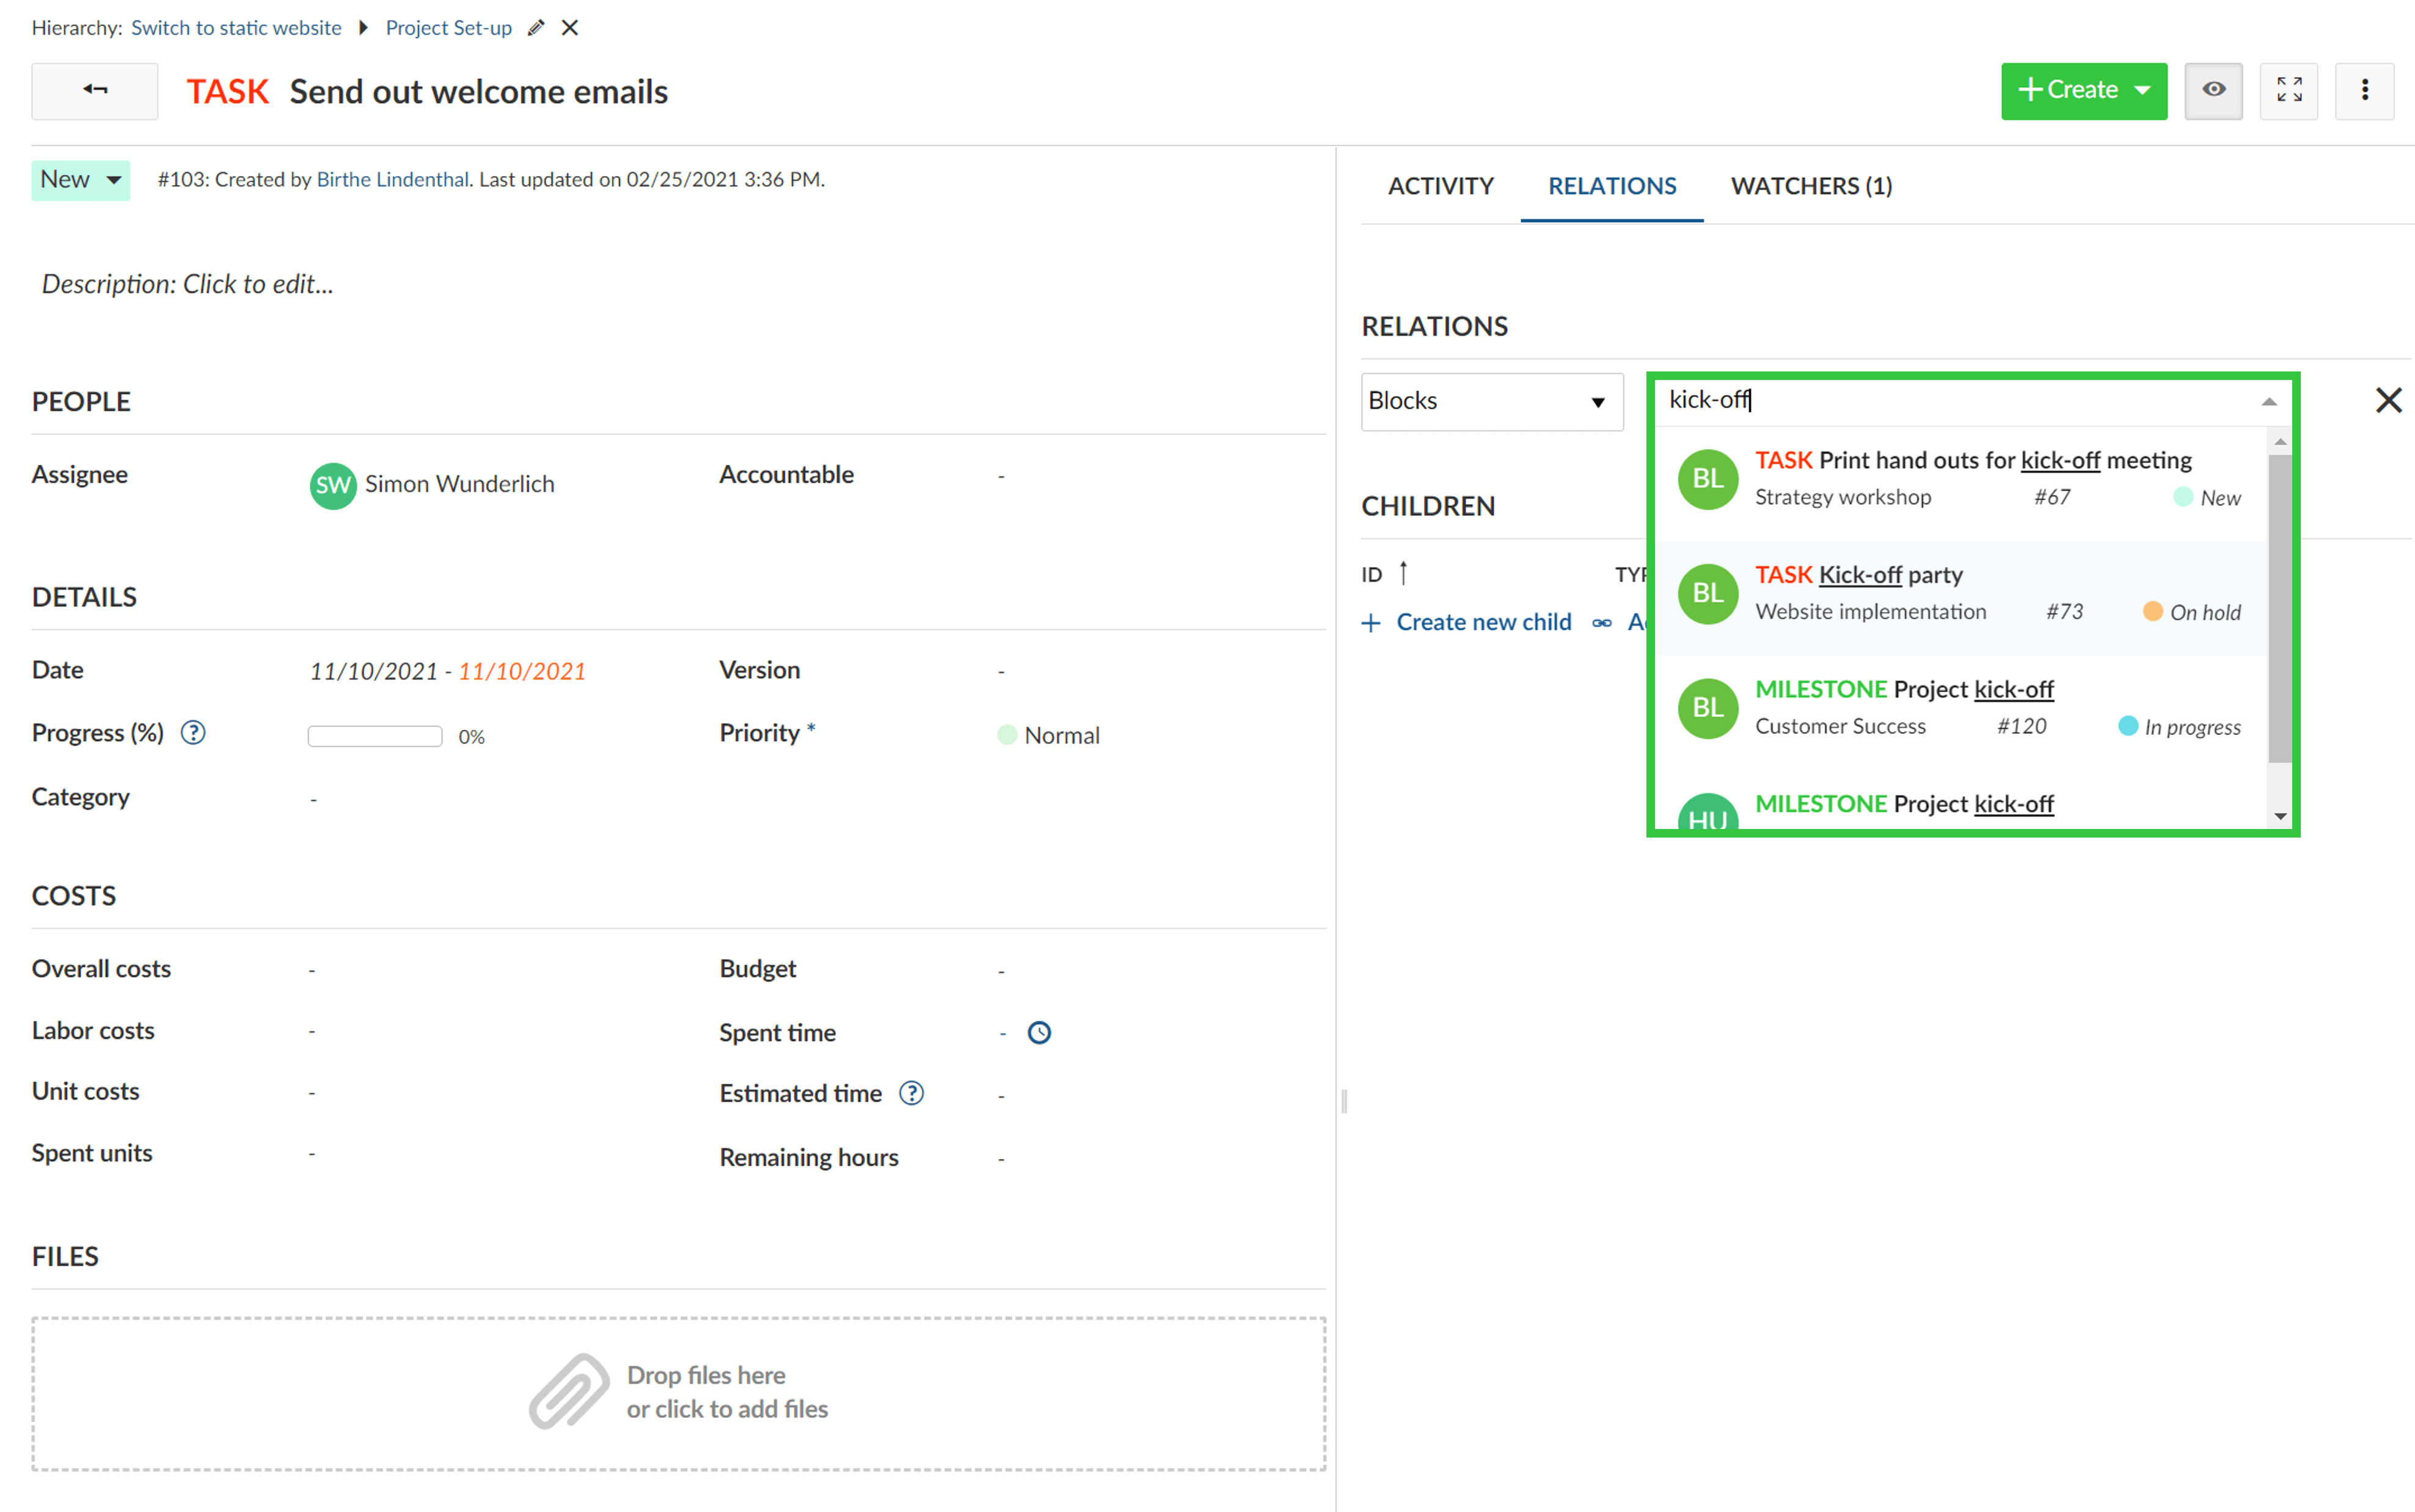 Hierarchy: Switch to static website Project Set-up
TASK Send out welcome emails
Create
New #103: Created by Birthe Lindenthal. Last updated on 02/25/2021 3:36 PM.
Description: Click to edit...
PEOPLE
Assignee SW Simon Wunderlich Accountable -
DETAILS
Date 11/10/2021 - 11/10/2021 Version -
Progress (%) ? 0% Priority * Normal
Category -
COSTS
Overall costs - Budget -
Labor costs - Spent time -
Unit costs - Estimated time ? -
Spent units - Remaining hours -
FILES
Drop files here
or click to add files
ACTIVITY RELATIONS WATCHERS (1)
RELATIONS
Blocks kick-off
BL TASK Print hand outs for kick-off meeting
Strategy workshop #67 New
BL TASK Kick-off party
Website implementation #73 On hold
BL MILESTONE Project kick-off
Customer Success #120 In progress
HU MILESTONE Project kick-off
CHILDREN
ID
Create new child